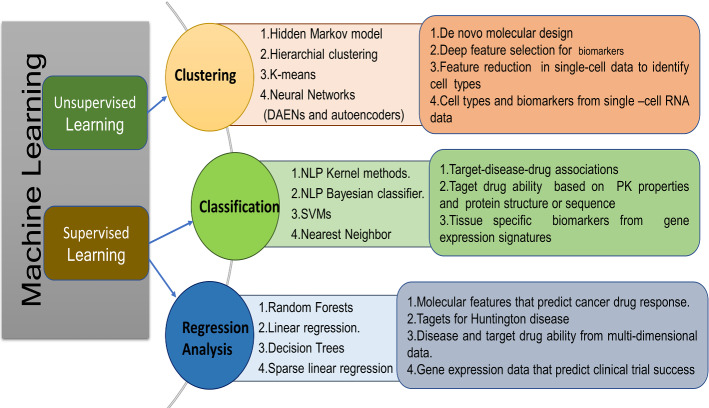 Machine Learning
Unsupervised
Learning
Supervised
Learning
Clustering
1.Hidden Markov model
2.Hierarchial clustering
3.K-means
4.Neural Networks
(DAENs and autoencoders)
1.De novo molecular design
2.Deep feature selection for biomarkers
3.Feature reduction in single-cell data to identify
cell types
4.Cell types and biomarkers from single –cell RNA
data
Classification
1.NLP Kernel methods.
2.NLP Bayesian classifier.
3.SVMs
4.Nearest Neighbor
1.Target-disease-drug associations
2.Taget drug ability based on PK properties
and protein structure or sequence
3.Tissue specific biomarkers from gene
expression signatures
Regression
Analysis
1.Random Forests
2.Linear regression.
3.Decision Trees
4.Sparse linear regression
1.Molecular features that predict cancer drug response.
2.Tagets for Huntington disease
3.Disease and target drug ability from multi-dimensional
data.
4.Gene expression data that predict clinical trial success